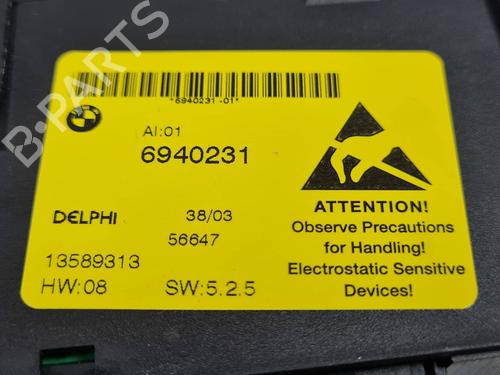 *6940231-01*
AI:01
6940231
DELPHI
38/03
56647
13589313
HW:08
SW:5.2.5
ATTENTION!
Observe Precautions
for Handling!
Electrostatic Sensitive
Devices!
B-PARTS